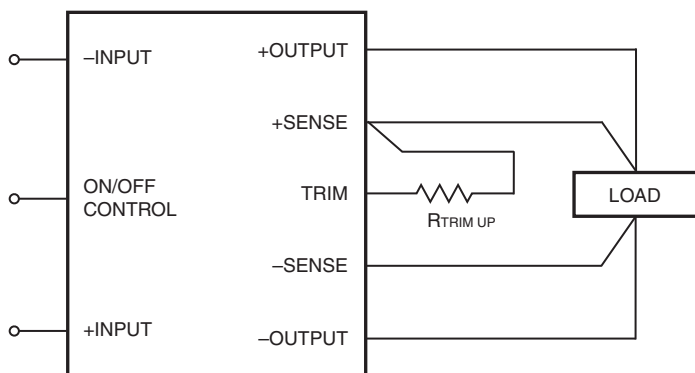 –INPUT
+OUTPUT
+SENSE
ON/OFF
CONTROL
TRIM
RTRIM UP
LOAD
–SENSE
+INPUT
–OUTPUT